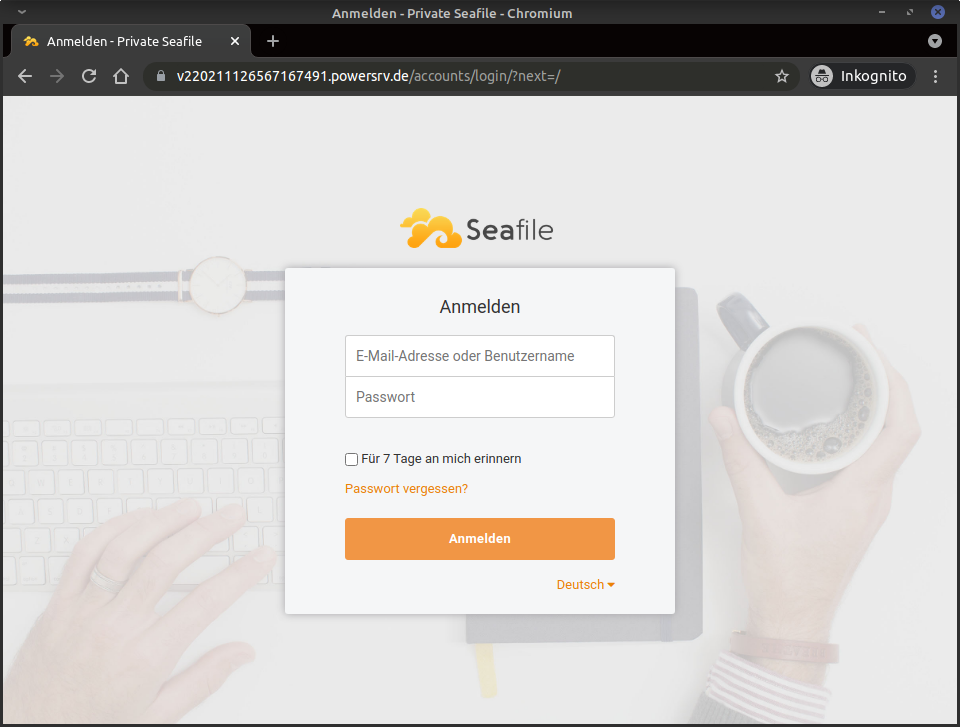 Anmelden - Private Seafile - Chromium
Anmelden - Private Seafile
v220211126567167491.powersrv.de/accounts/login/?next=/
Inkognito
Seafile
Anmelden
E-Mail-Adresse oder Benutzername
Passwort
Für 7 Tage an mich erinnern
Passwort vergessen?
Anmelden
Deutsch